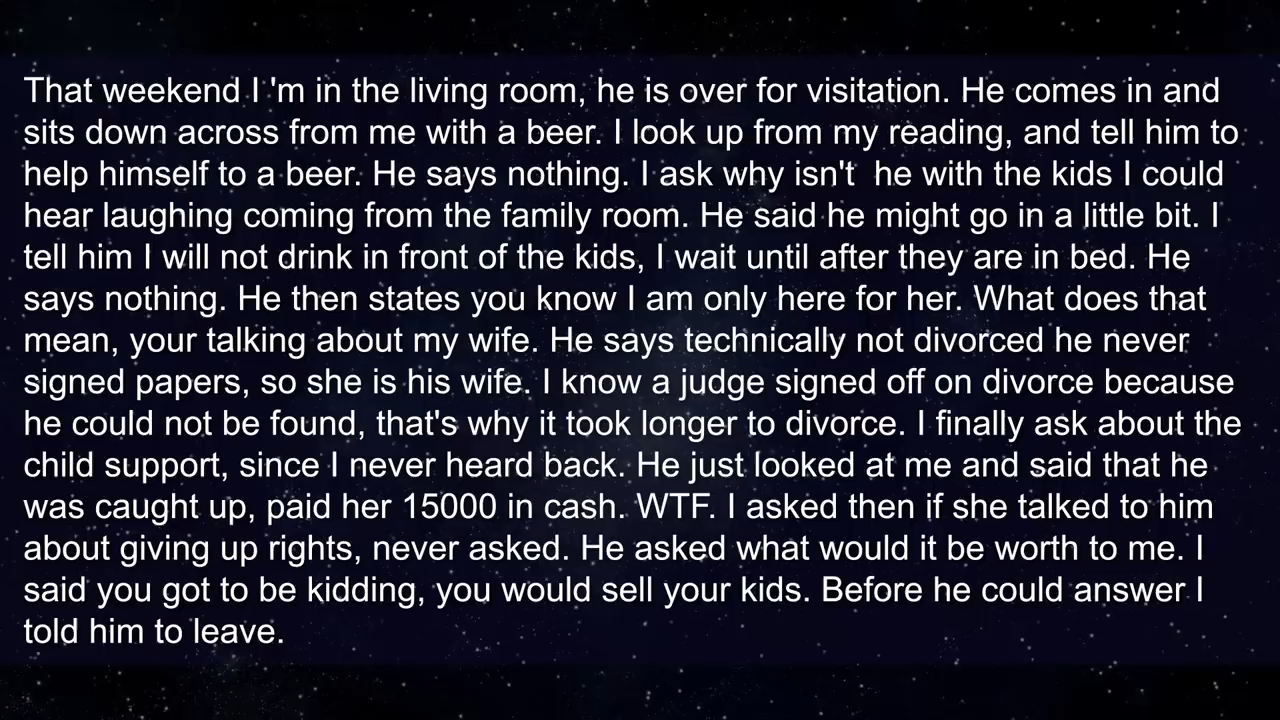 That weekend I 'm in the living room, he is over for visitation. He comes in and
sits down across from me with a beer. I look up from my reading, and tell him to
help himself to a beer. He says nothing. I ask why isn't  he with the kids I could
hear laughing coming from the family room. He said he might go in a little bit. I
tell him I will not drink in front of the kids, I wait until after they are in bed. He
says nothing. He then states you know I am only here for her. What does that
mean, your talking about my wife. He says technically not divorced he never
signed papers, so she is his wife. I know a judge signed off on divorce because
he could not be found, that's why it took longer to divorce. I finally ask about the
child support, since I never heard back. He just looked at me and said that he
was caught up, paid her 15000 in cash. WTF. I asked then if she talked to him
about giving up rights, never asked. He asked what would it be worth to me. I
said you got to be kidding, you would sell your kids. Before he could answer I
told him to leave.